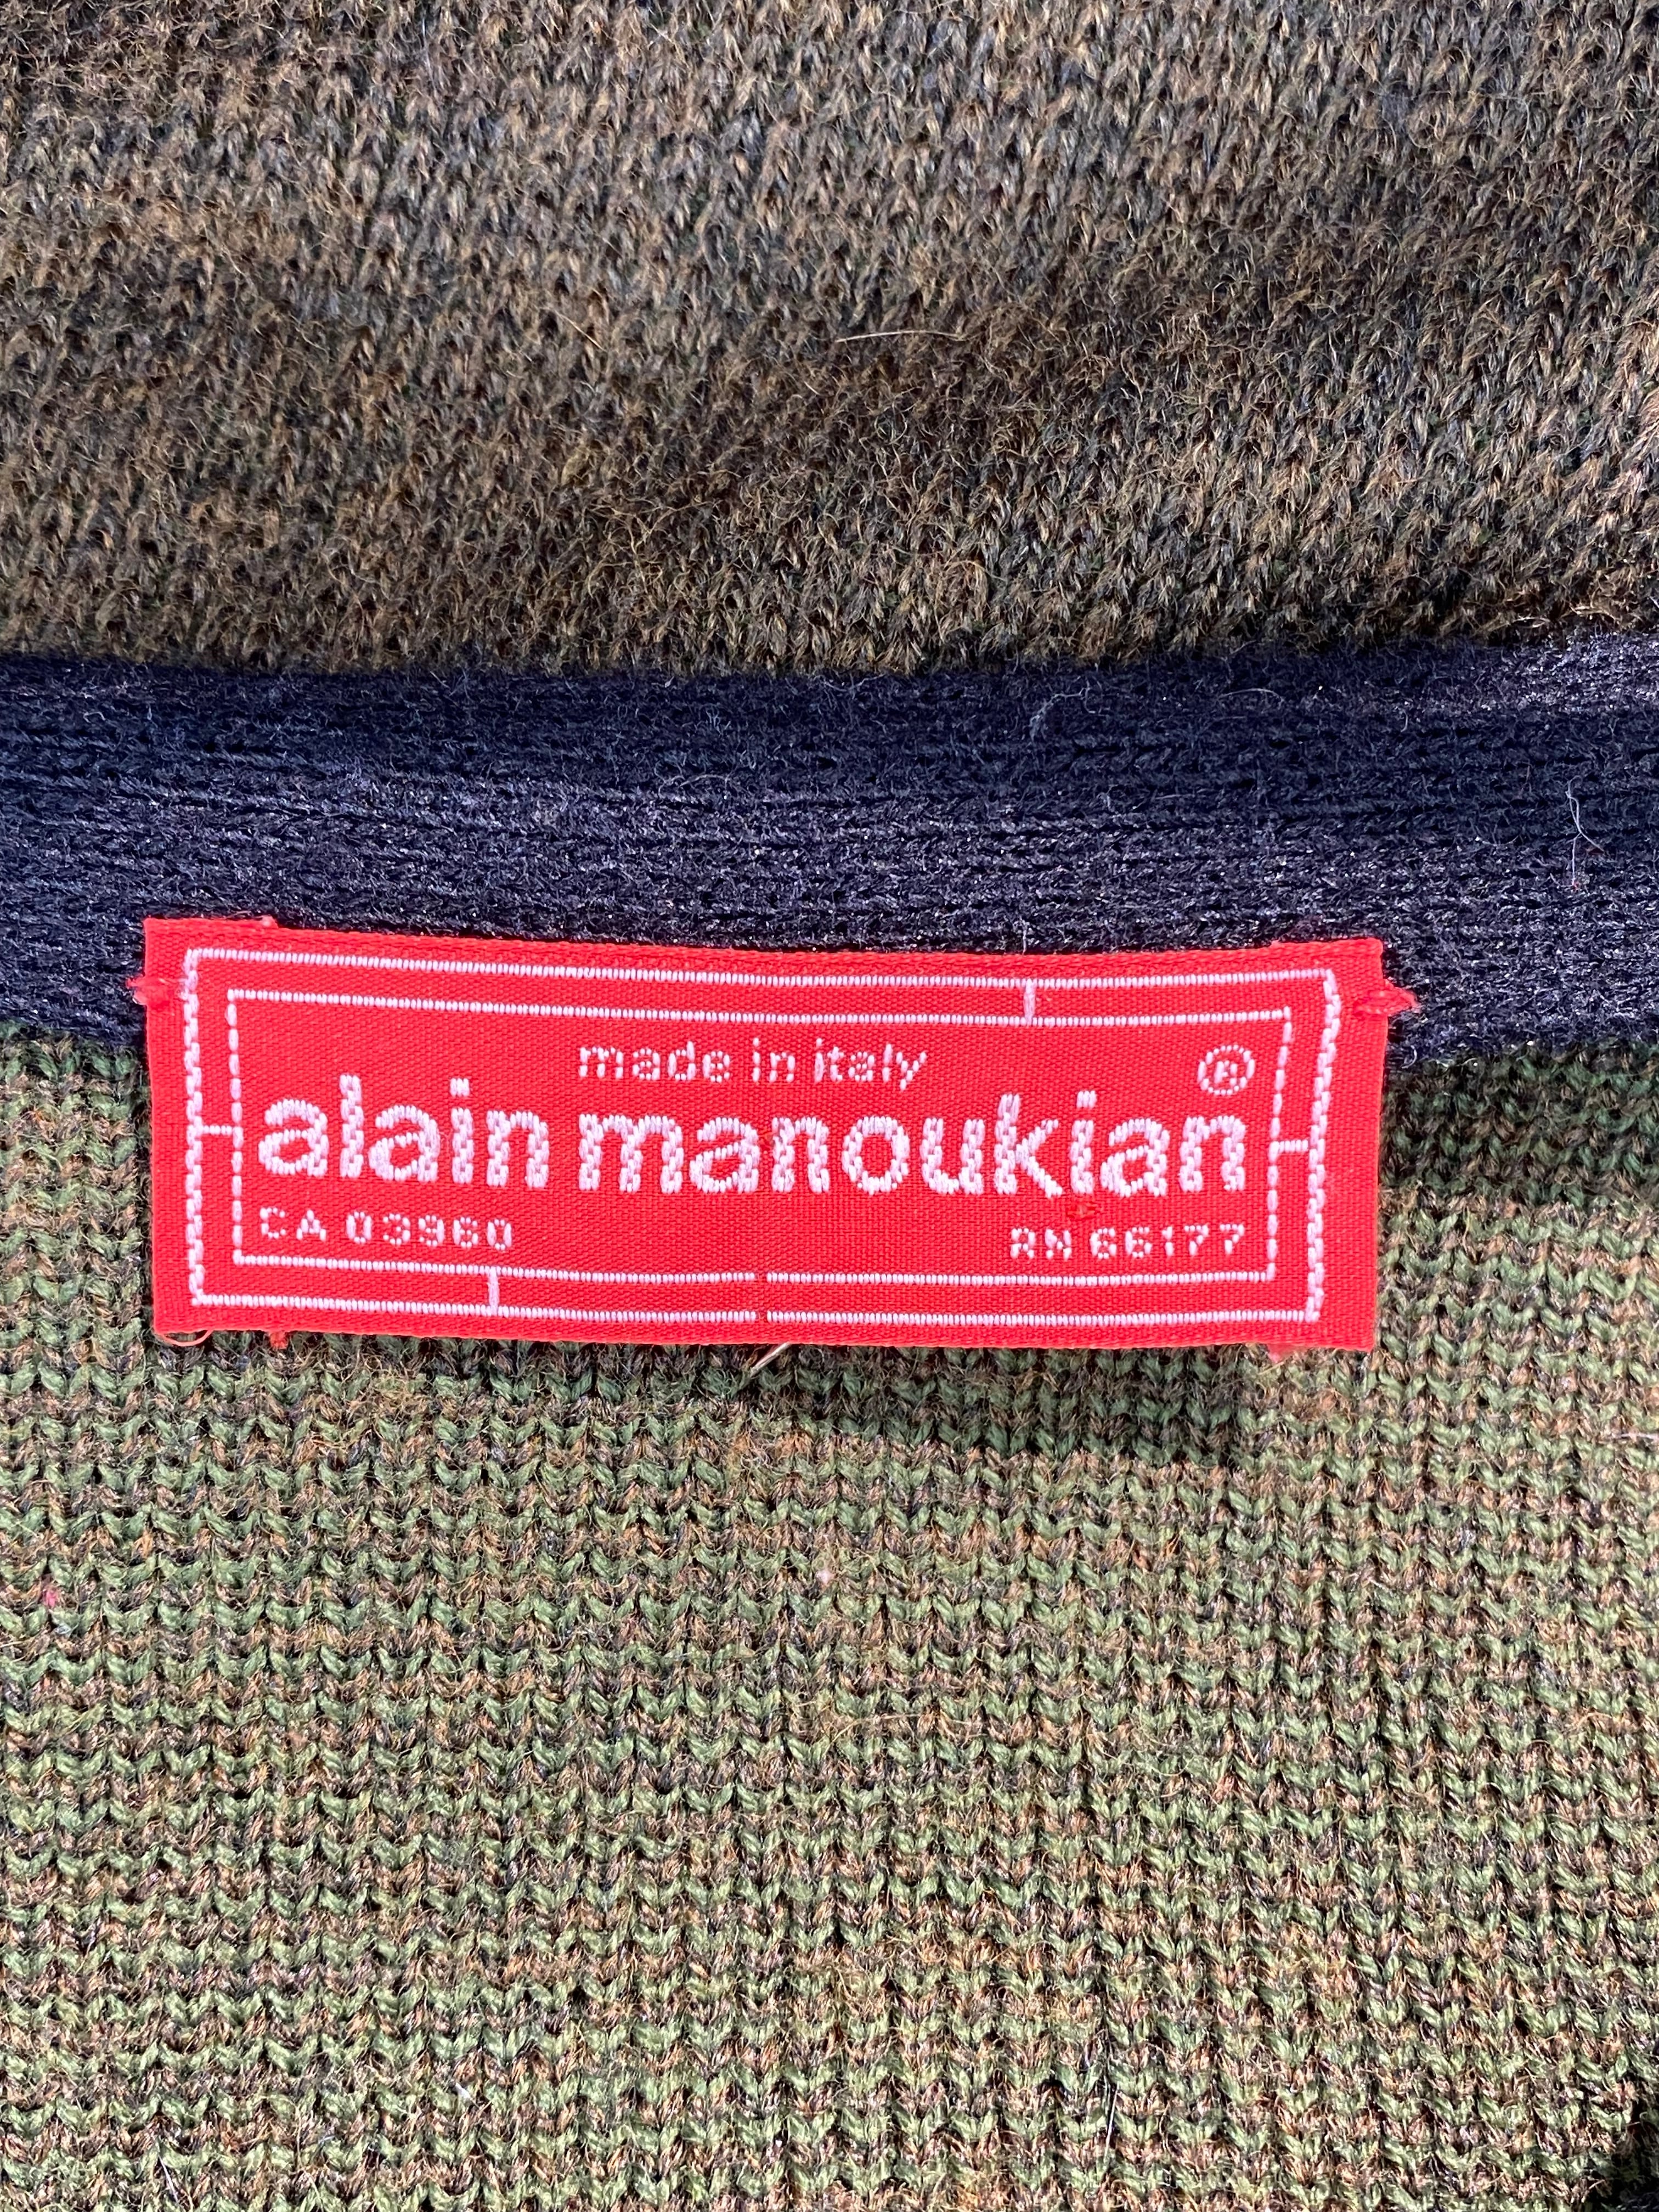 made in italy ®
alain manoukian
CA 03960 RN 66177